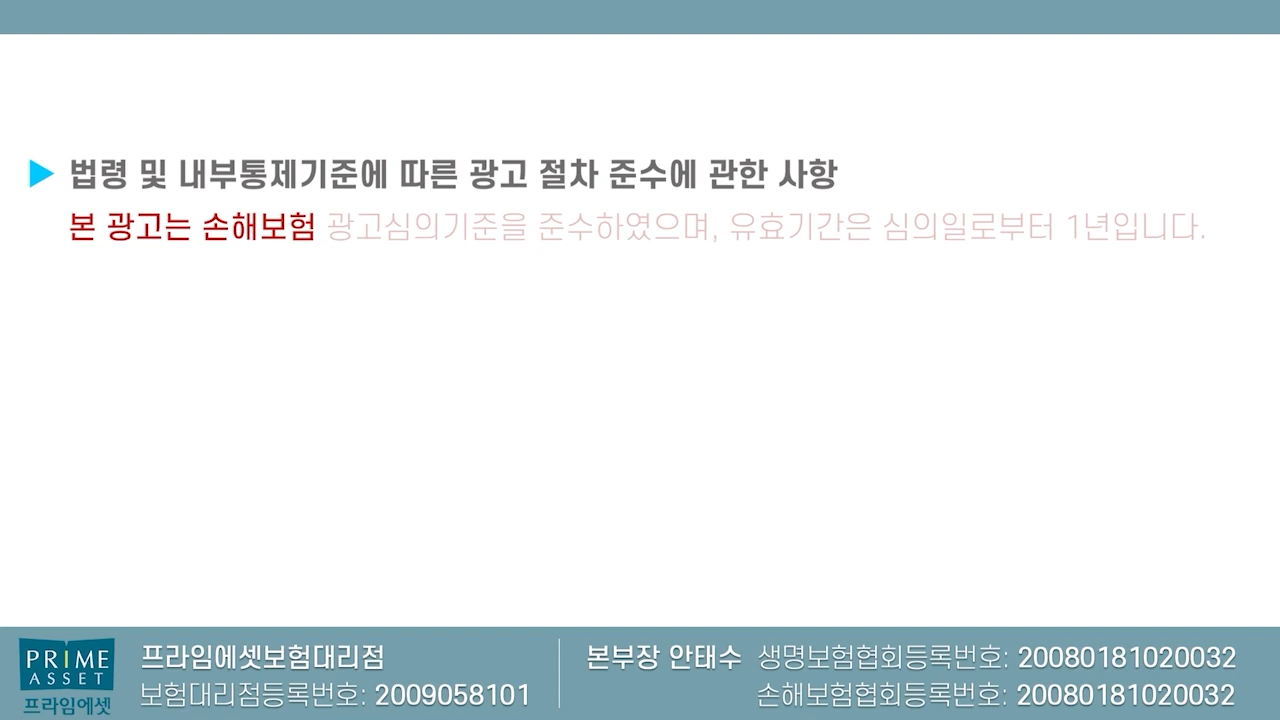 법령 및 내부통제기준에 따른 광고 절차 준수에 관한 사항
본 광고는 손해보험 광고심의기준을 준수하였으며, 유효기간은 심의일로부터 1년입니다.
PRIME
ASSET
프라임에셋
프라임에셋보험대리점
보험대리점등록번호: 2009058101
본부장 안태수 생명보험협회등록번호: 20080181020032
손해보험협회등록번호: 20080181020032